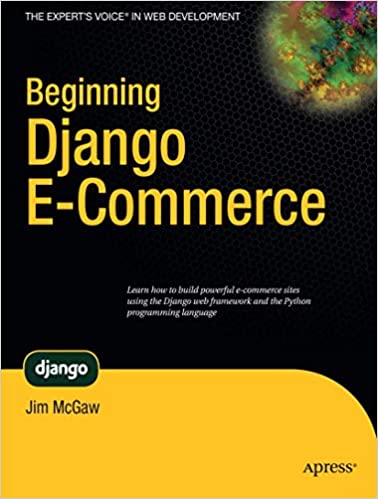 THE EXPERT'S VOICE® IN WEB DEVELOPMENT
Beginning
Django
E-Commerce
Learn how to build powerful e-commerce sites
using the Django web framework and the Python
programming language
django
Jim McGaw
Apress®